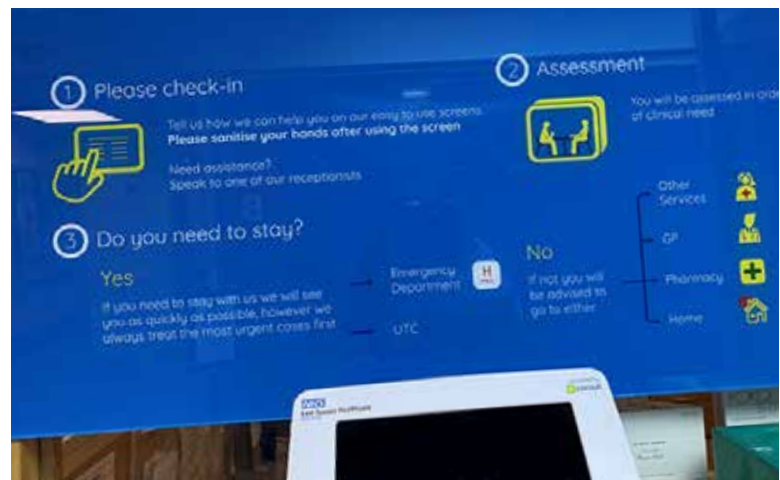 1 Please check-in
Tell us how we can help you on our easy to use screens
Please sanitise your hands after using the screen
Need assistance?
Speak to one of our receptionists
2 Assessment
You will be assessed in order
of clinical need
3 Do you need to stay?
Yes
If you need to stay with us we will see
you as quickly as possible, however we
always treat the most urgent cases first
Emergency
Department
H
UTC
No
If not you will
be advised to
go to either
Other
Services
GP
Pharmacy
Home
NHS
East Sussex Healthcare